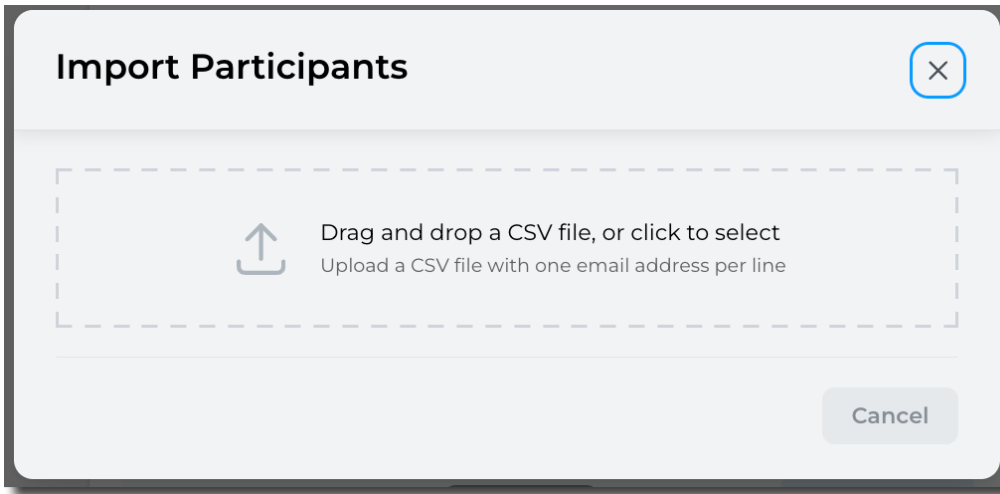 Import Participants
Drag and drop a CSV file, or click to select
Upload a CSV file with one email address per line
Cancel